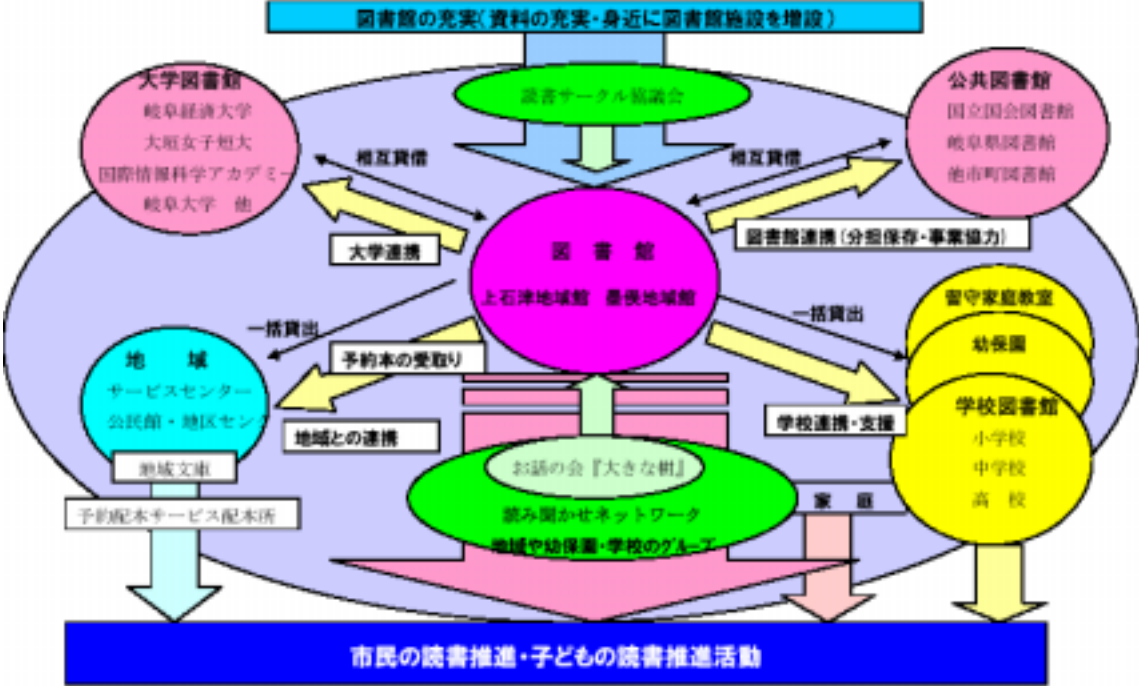 図書館の充実(資料の充実・身近に図書館施設を増設)
読書サークル協議会
大学図書館
岐阜経済大学
大垣女子短大
国際情報科学アカデミー
岐阜大学　他
公共図書館
国立国会図書館
岐阜県図書館
他市町図書館
相互貸借
相互貸借
大学連携
図書館連携(分担保存・事業協力)
図　書　館
上石津地域館　墨俣地域館
一括貸出
一括貸出
予約本の受取り
地域との連携
学校連携・支援
地　域
サービスセンター
公民館・地区センタ
地域文庫
予約配本サービス配本所
留守家庭教室
幼保園
学校図書館
小学校
中学校
高　校
お話の会『大きな樹』
読み聞かせネットワーク
地域や幼保園・学校のグループ
家　庭
市民の読書推進・子どもの読書推進活動